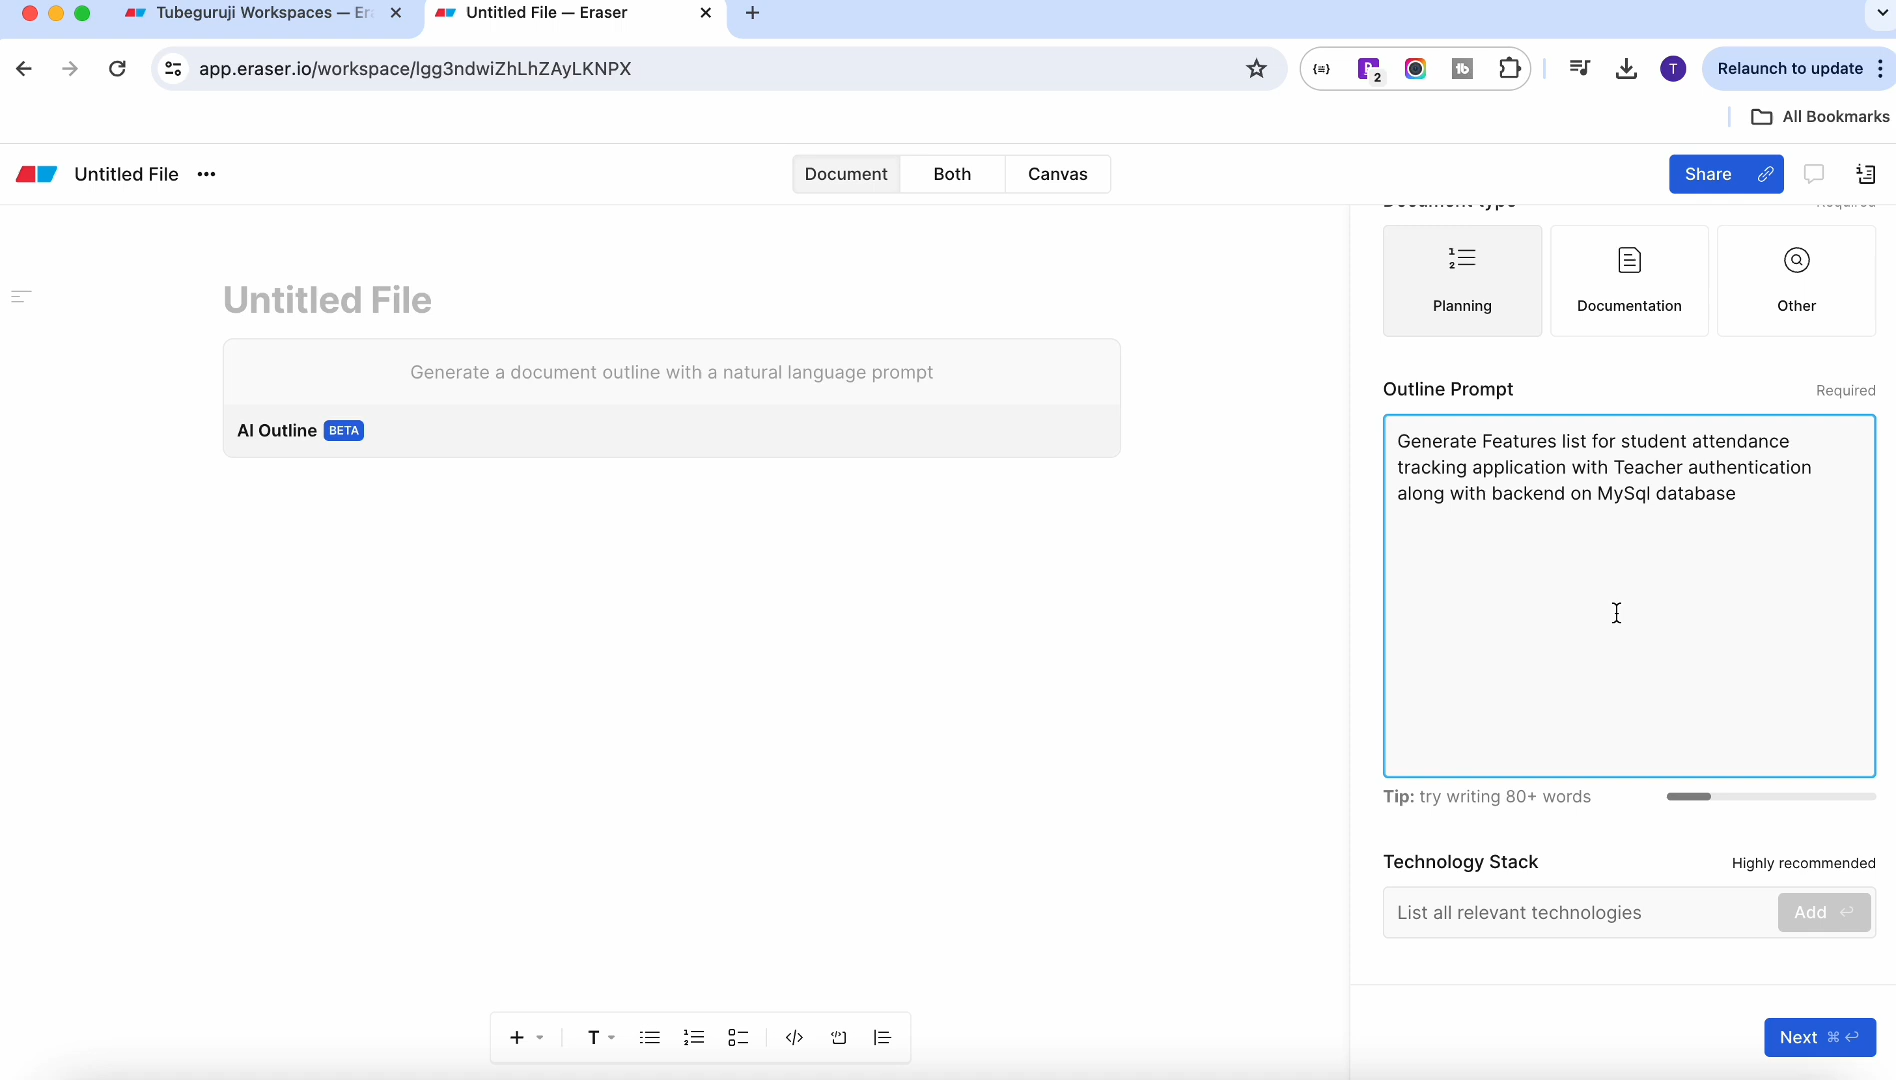 Tubeguruji Workspaces — Era
Untitled File — Eraser
app.eraser.io/workspace/lgg3ndwiZhLhZAyLKNPX
2
T
Relaunch to update
All Bookmarks
Untitled File
Document
Both
Canvas
Share
Document type
Required
Planning
Documentation
Other
Untitled File
Generate a document outline with a natural language prompt
AI Outline BETA
Outline Prompt
Required
Generate Features list for student attendance
tracking application with Teacher authentication
along with backend on MySql database
Tip: try writing 80+ words
Technology Stack
Highly recommended
List all relevant technologies
Add
T
Next